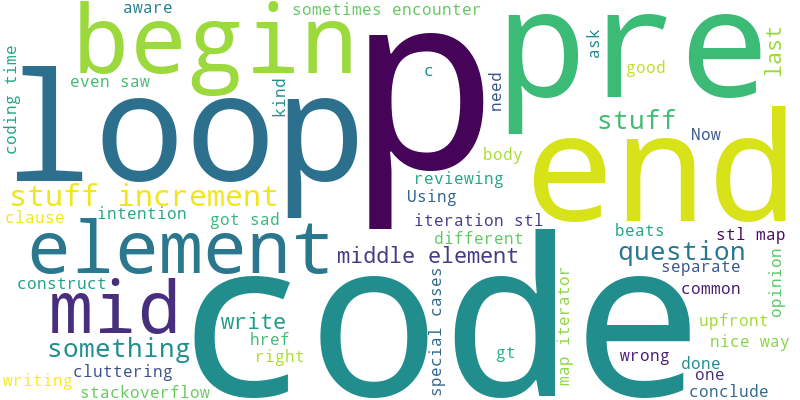 aware
sometimes encounter
begin
p
pre
ask
last
coding time
even saw
c
good
kind
need
loop
stuff
Now
end
body
reviewing
stuff increment
Using
clause
intention
got sad
iteration stl
element
different
beats
stl map
middle element
question
separate
construct
special cases
map iterator
common
opinion
mid
code
write
href
right
something
gt
upfront
nice way
wrong
done
cluttering
writing
one
stackoverflow
conclude